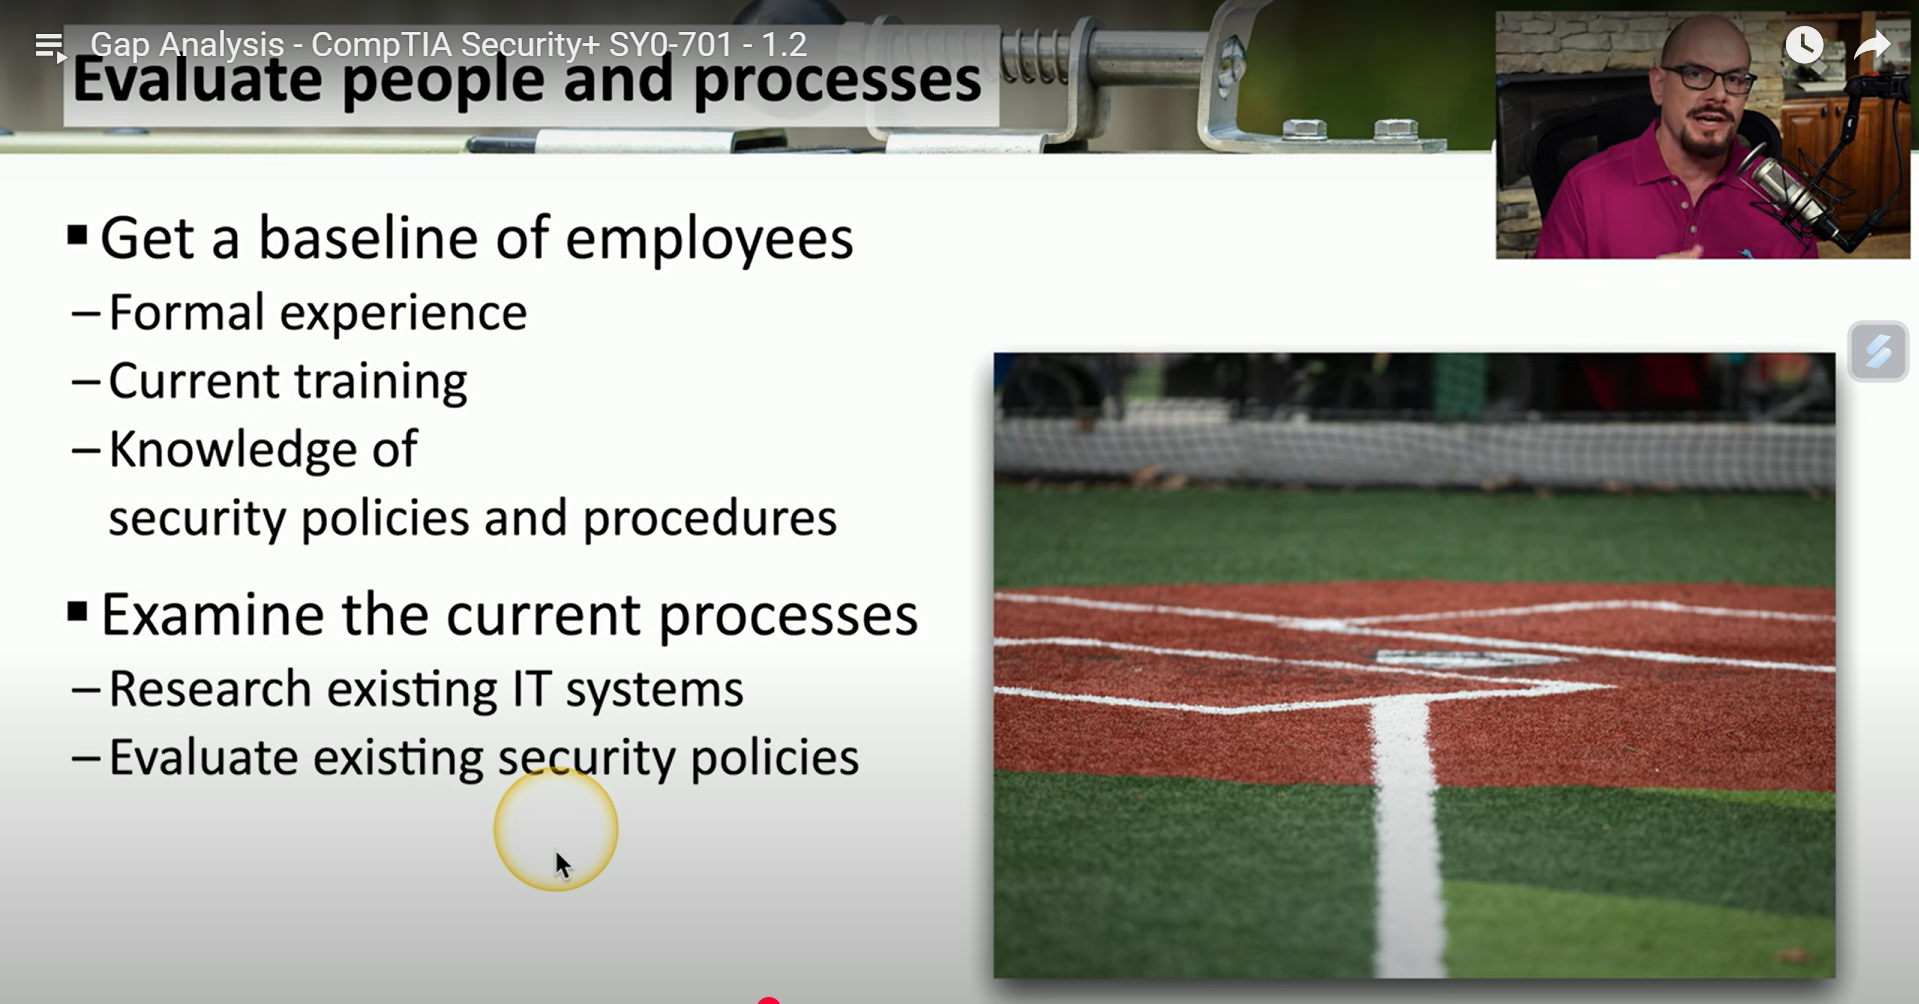 Gap Analysis - CompTIA Security+ SY0-701 - 1.2
Evaluate people and processes
▪ Get a baseline of employees
– Formal experience
– Current training
– Knowledge of
security policies and procedures
▪ Examine the current processes
– Research existing IT systems
– Evaluate existing security policies